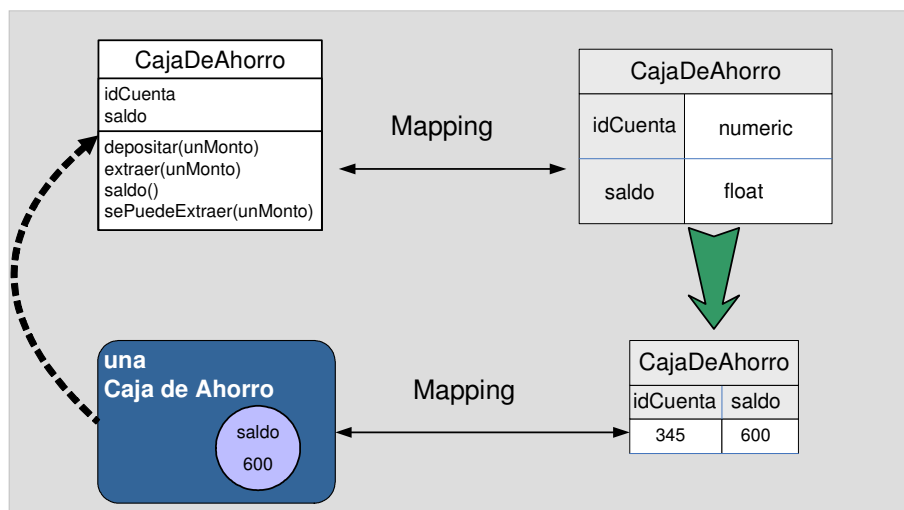 CajaDeAhorro
idCuenta
saldo
depositar(unMonto)
extraer(unMonto)
saldo()
sePuedeExtraer(unMonto)
Mapping
CajaDeAhorro
idCuenta numeric
saldo float
una
Caja de Ahorro
saldo
600
Mapping
CajaDeAhorro
idCuenta saldo
345 600